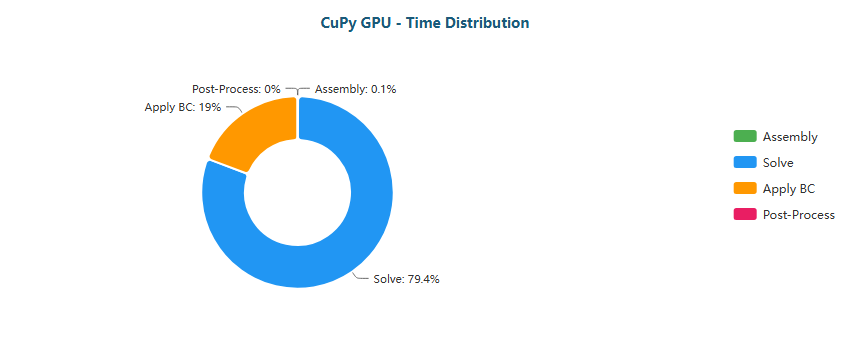 CuPy GPU - Time Distribution
Post-Process: 0%
Assembly: 0.1%
Apply BC: 19%
Solve: 79.4%
Assembly
Solve
Apply BC
Post-Process